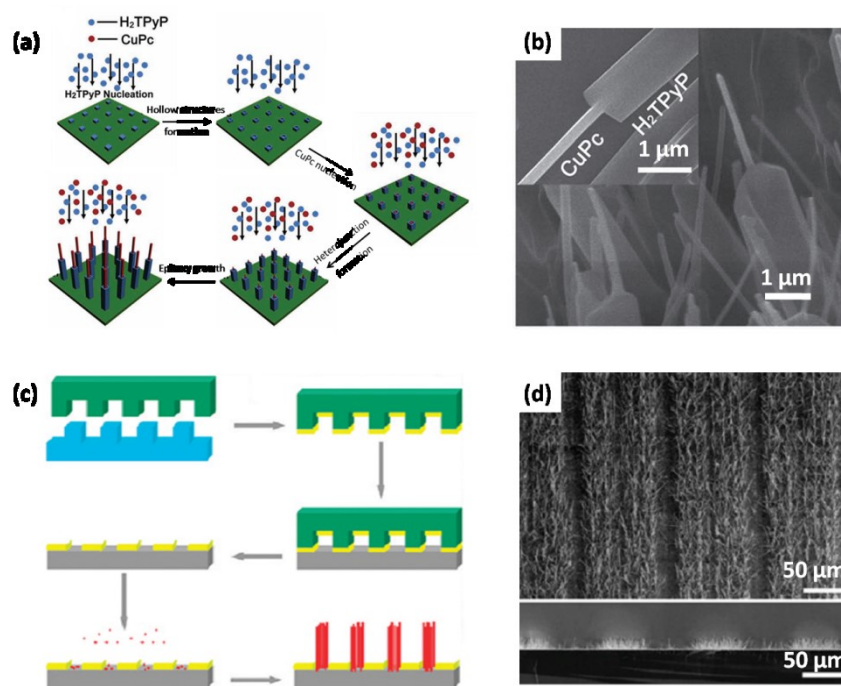 (a)
H₂TPyP
CuPc
H₂TPyP Nucleation
Hollow structures
formation
CuPc nucleation
Heterojunction
formation
Epitaxy growth
(b)
CuPc
H₂TPyP
1 µm
1 µm
(c)
(d)
50 µm
50 µm